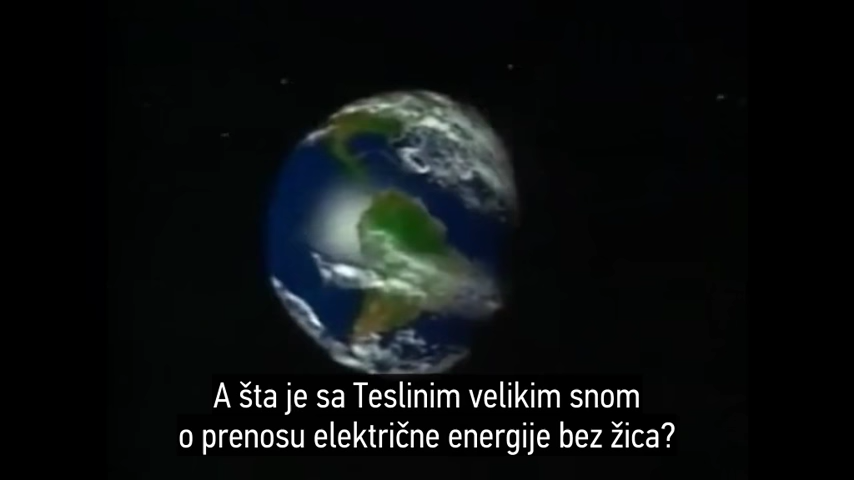 A šta je sa Teslinim velikim snom
o prenosu električne energije bez žica?